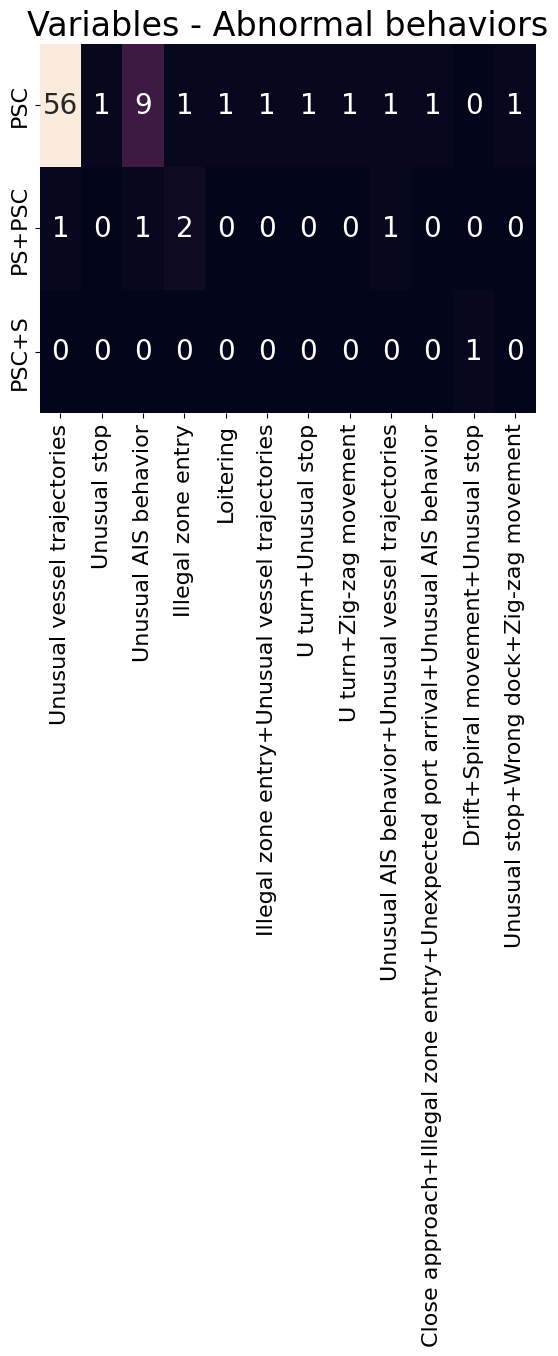 Variables - Abnormal behaviors
PSC 56 1 9 1 1 1 1 1 1 1 0 1
PS+PSC 1 0 1 2 0 0 0 0 1 0 0 0
PSC+S 0 0 0 0 0 0 0 0 0 0 1 0
Unusual vessel trajectories
Unusual stop
Unusual AIS behavior
Illegal zone entry
Loitering
Illegal zone entry+Unusual vessel trajectories
U turn+Unusual stop
U turn+Zig-zag movement
Unusual AIS behavior+Unusual vessel trajectories
Close approach+Illegal zone entry+Unexpected port arrival+Unusual AIS behavior
Drift+Spiral movement+Unusual stop
Unusual stop+Wrong dock+Zig-zag movement